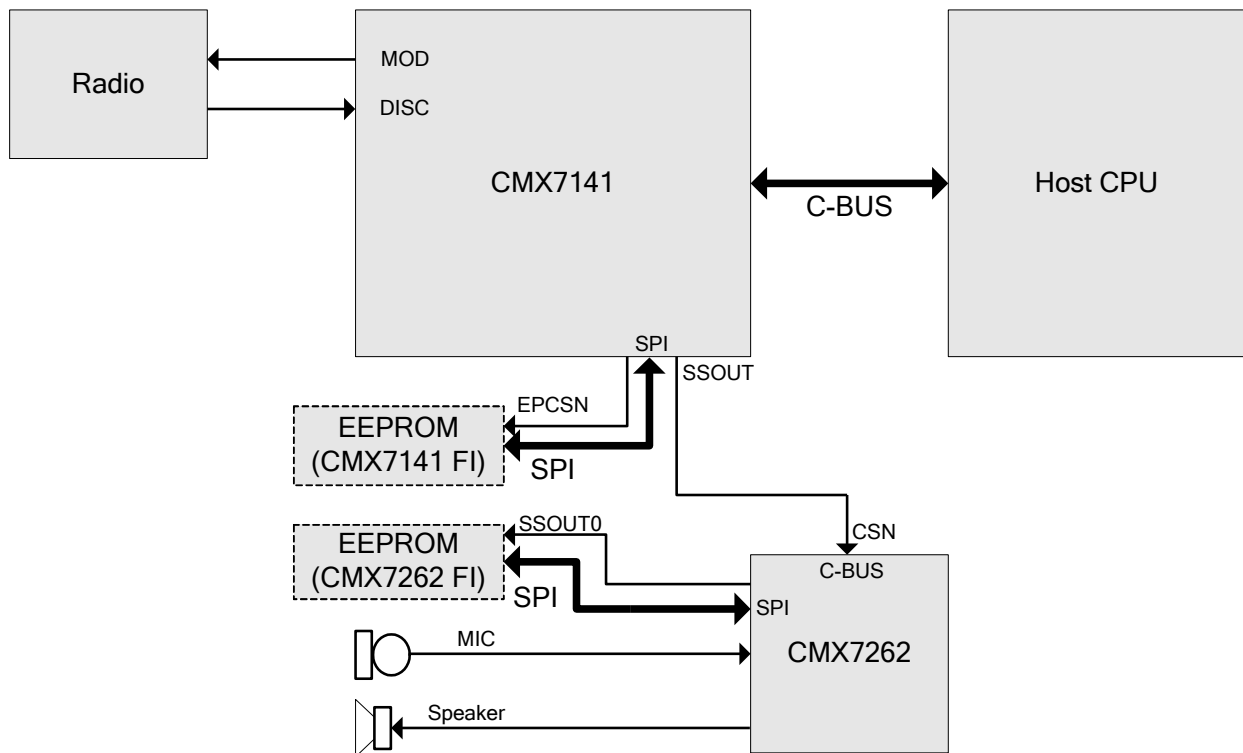 Radio
MOD
DISC
CMX7141
C-BUS
Host CPU
SPI
SSOUT
EPCSN
EEPROM
(CMX7141 FI)
SPI
SSOUT0
EEPROM
(CMX7262 FI)
SPI
CSN
C-BUS
SPI
CMX7262
MIC
Speaker